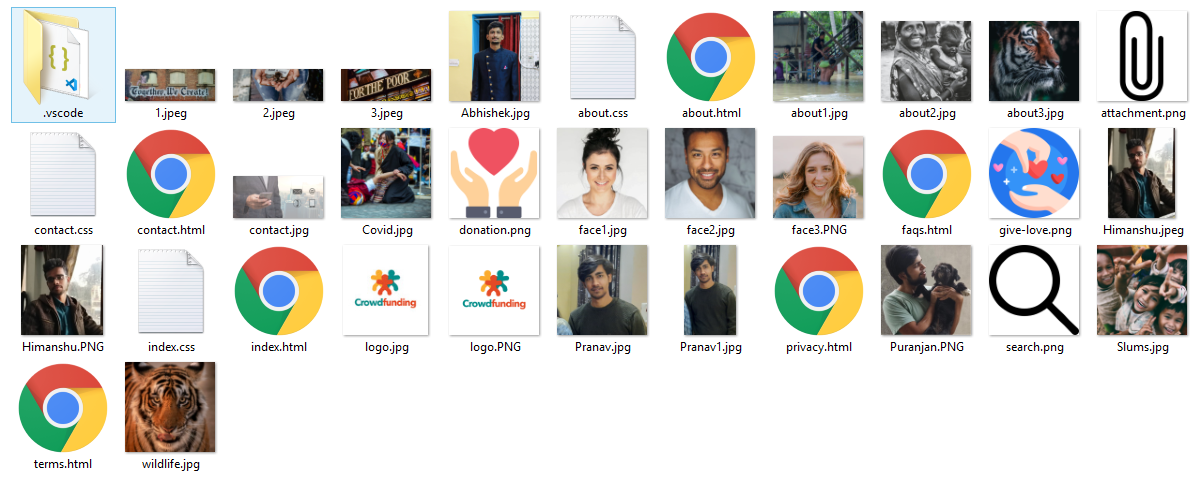 Together, We Create!
FOR THE POOR
.vscode
1.jpeg
2.jpeg
3.jpeg
Abhishek.jpg
about.css
about.html
about1.jpg
about2.jpg
about3.jpg
attachment.png
contact.css
contact.html
contact.jpg
Covid.jpg
donation.png
face1.jpg
face2.jpg
face3.PNG
faqs.html
give-love.png
Himanshu.jpeg
Crowdfunding
Crowdfunding
Himanshu.PNG
index.css
index.html
logo.jpg
logo.PNG
Pranav.jpg
Pranav1.jpg
privacy.html
Puranjan.PNG
search.png
Slums.jpg
terms.html
wildlife.jpg